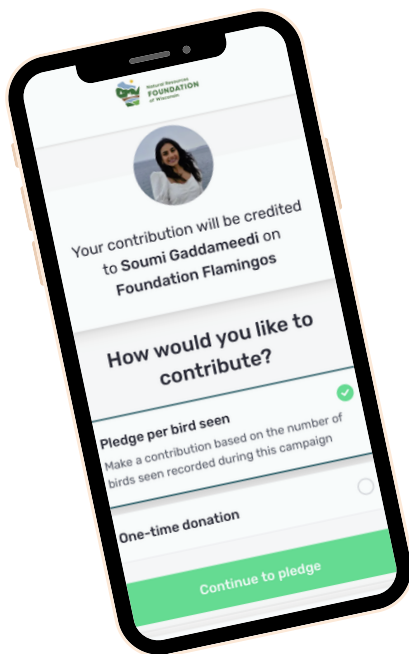 Natural Resources
FOUNDATION
of Wisconsin
Your contribution will be credited
to Soumi Gaddameedi on
Foundation Flamingos
How would you like to
contribute?
Pledge per bird seen
Make a contribution based on the number of
birds seen recorded during this campaign
One-time donation
Continue to pledge